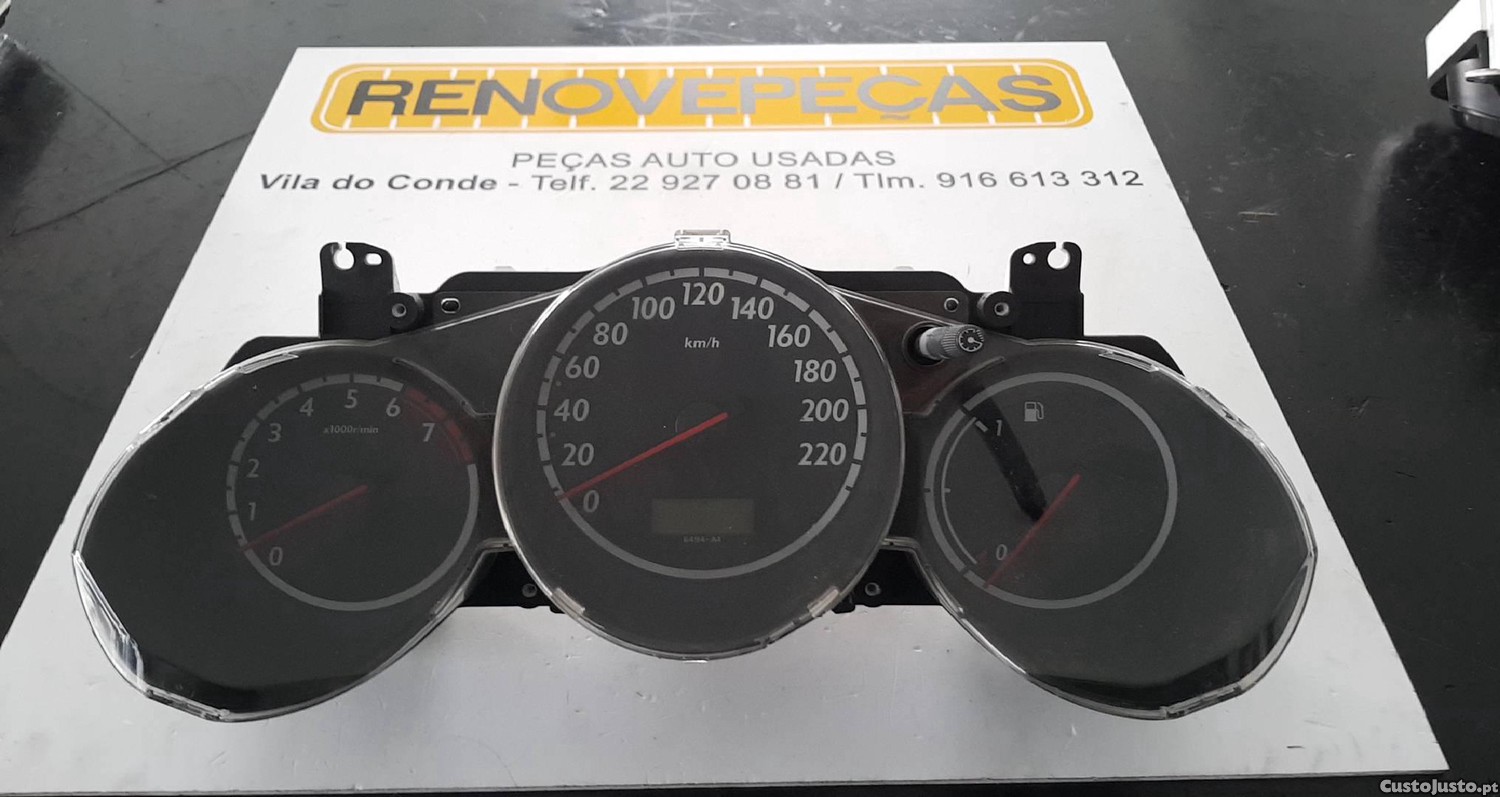 RENOVEPEÇAS
PEÇAS AUTO USADAS
Vila do Conde - Telf. 22 927 08 81 / Tlm. 916 613 312
0 1 2 3 4 5 6 7
x1000r/min
0 20 40 60 80 100 120 140 160 180 200 220
km/h
1
0
CustoJusto.pt